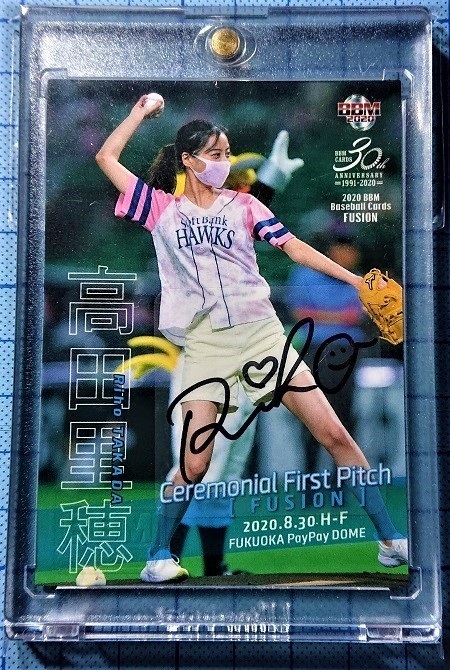 BBM
2020
BBM
CARDS
30th
ANNIVERSARY
1991-2020
2020 BBM
Baseball Cards
FUSION
SoftBank
HAWKS
高田里穂
Riho TAKADA
Riho
Ceremonial First Pitch
[ FUSION ]
2020.8.30 H-F
FUKUOKA PayPay DOME